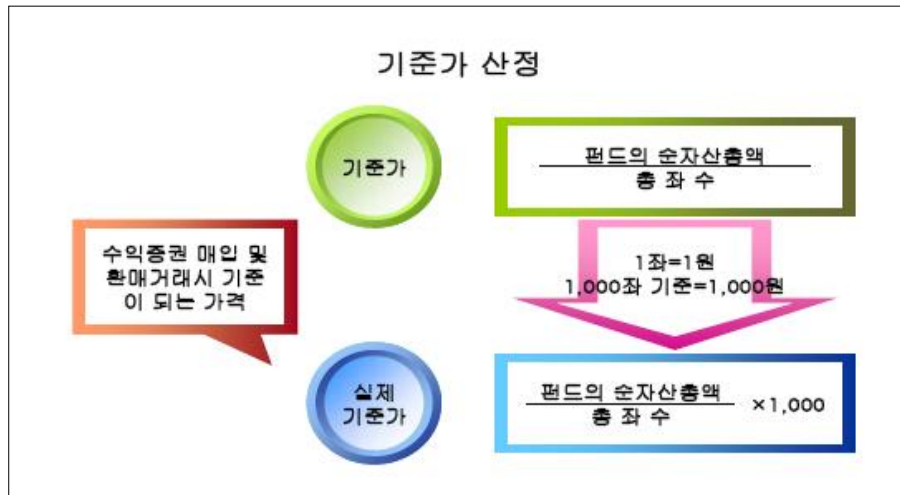 기준가 산정
기준가
펀드의 순자산총액
총 좌 수
수익증권 매입 및
환매거래시 기준
이 되는 가격
1좌=1원
1,000좌 기준=1,000원
실제
기준가
펀드의 순자산총액
총 좌 수
×1,000